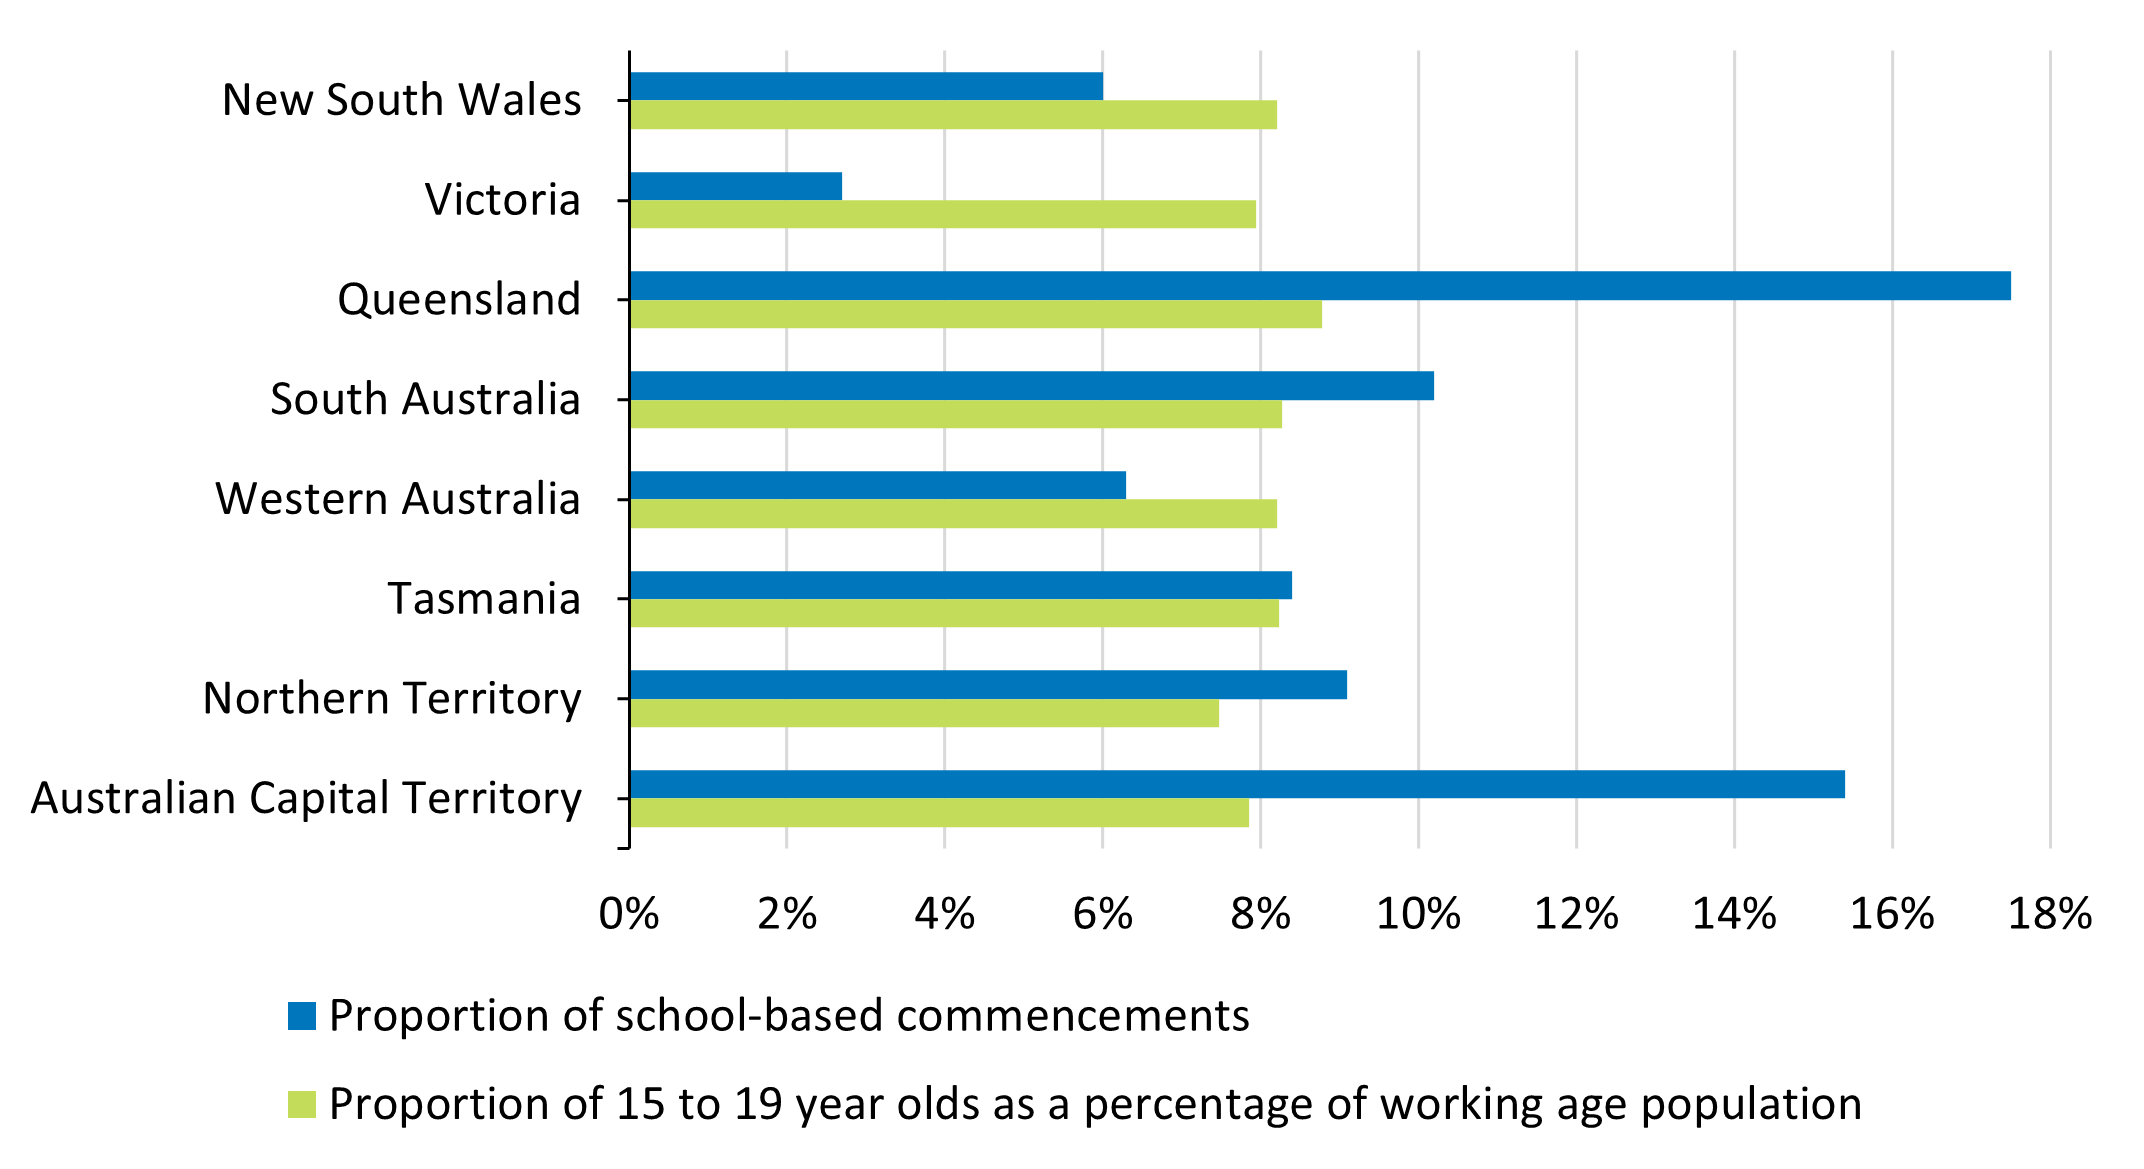 New South Wales
Victoria
Queensland
South Australia
Western Australia
Tasmania
Northern Territory
Australian Capital Territory
0% 2% 4% 6% 8% 10% 12% 14% 16% 18%
Proportion of school-based commencements
Proportion of 15 to 19 year olds as a percentage of working age population